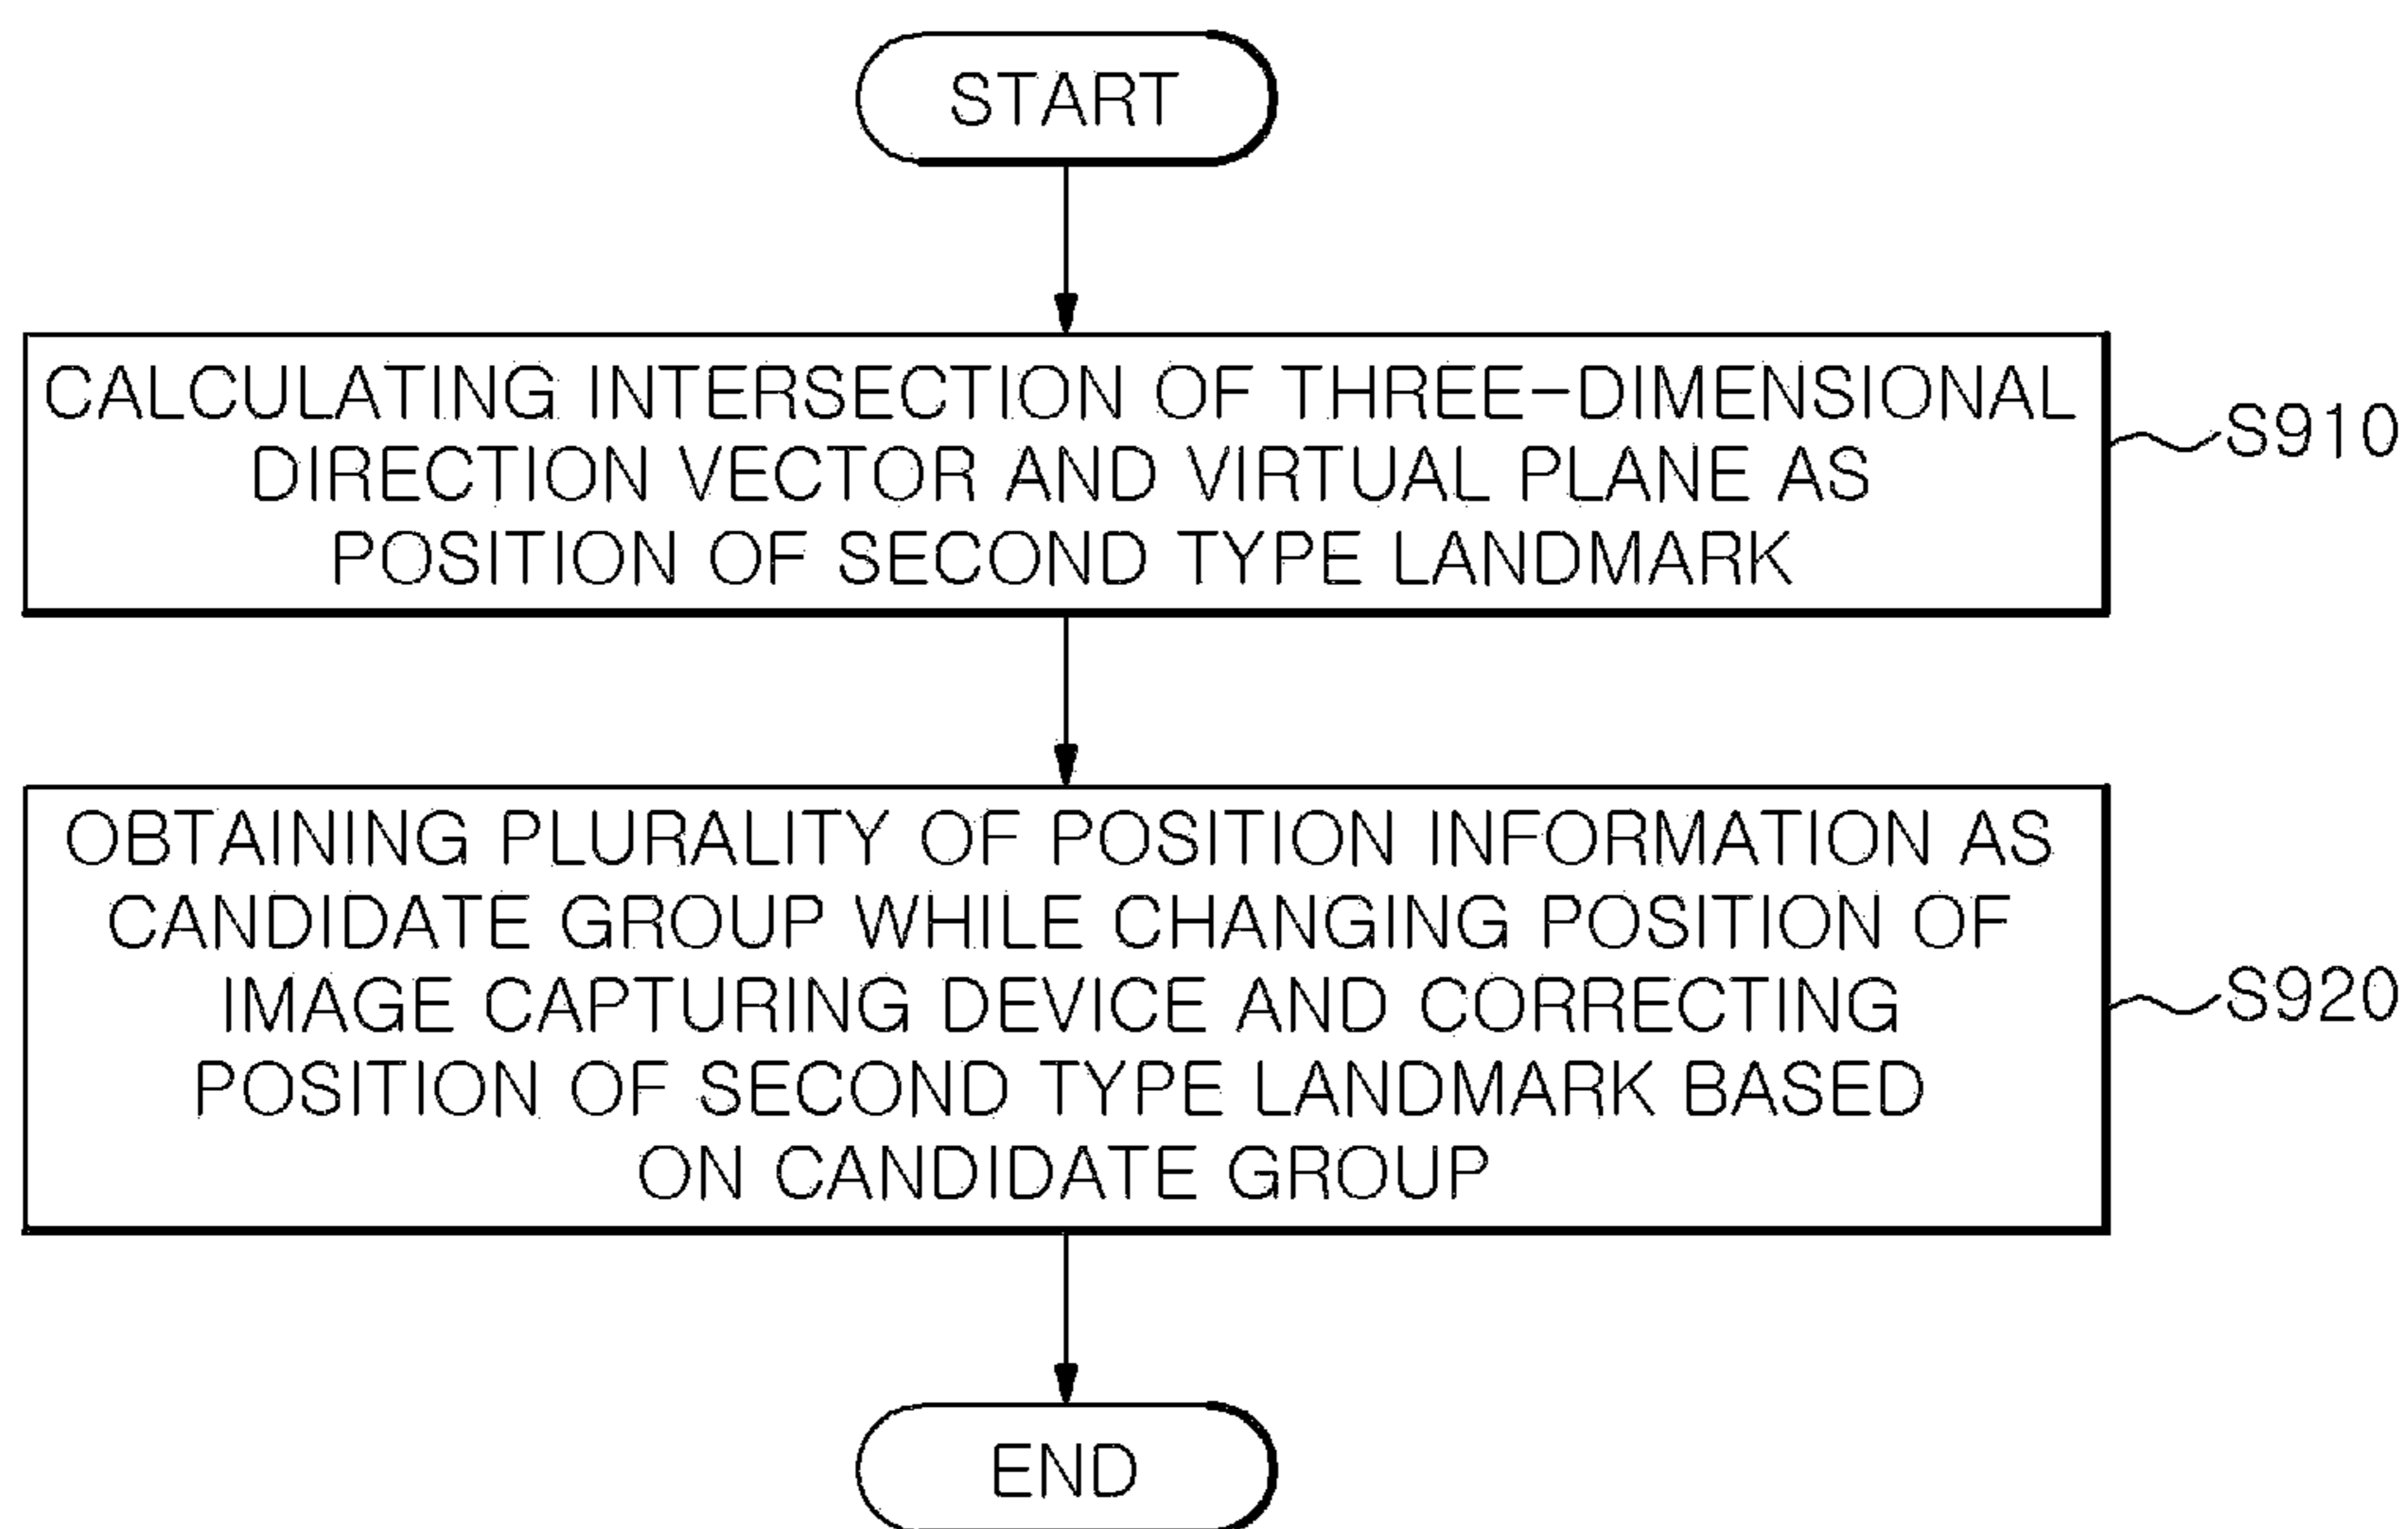 START
CALCULATING INTERSECTION OF THREE-DIMENSIONAL
DIRECTION VECTOR AND VIRTUAL PLANE AS
POSITION OF SECOND TYPE LANDMARK
S910
OBTAINING PLURALITY OF POSITION INFORMATION AS
CANDIDATE GROUP WHILE CHANGING POSITION OF
IMAGE CAPTURING DEVICE AND CORRECTING
POSITION OF SECOND TYPE LANDMARK BASED
ON CANDIDATE GROUP
S920
END